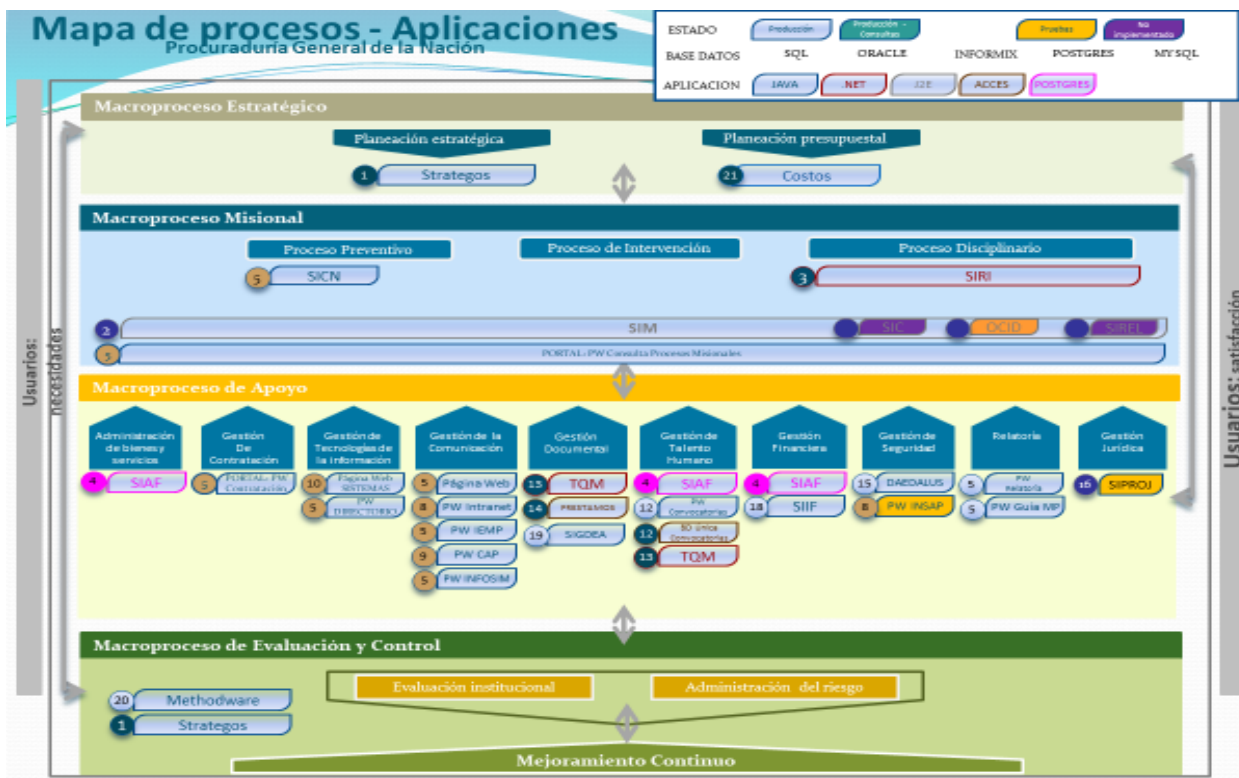 Mapa de procesos - Aplicaciones
Procuraduría General de la Nación
ESTADO
Producción
Producción - Consultas
Pruebas
No implementado
BASE DATOS
SQL
ORACLE
INFORMIX
POSTGRES
MYSQL
APLICACION
JAVA
.NET
J2E
ACCES
POSTGRES
Usuarios: necesidades
Usuarios: satisfacción
Macroproceso Estratégico
Planeación estratégica
Planeación presupuestal
1 Strategos
21 Costos
Macroproceso Misional
Proceso Preventivo
Proceso de Intervención
Proceso Disciplinario
5 SICN
3 SIRI
2 SIM
SIC
OCID
SIREL
5 PORTAL: PW Consulta Procesos Misionales
Macroproceso de Apoyo
Administración
de bienes y
servicios
4 SIAF
Gestión
De
Contratación
5 PORTAL: PW
Contratación
Gestión de
Tecnologías de
la Información
10 Página Web
SISTEMAS
5 PW
DIRECTORIO
Gestión de la
Comunicación
5 Página Web
8 PW Intranet
5 PW IEMP
9 PW CAP
5 PW INFOSIM
Gestión
Documental
13 TQM
14 PRESTAMOS
19 SIGDEA
Gestión de
Talento
Humano
4 SIAF
12 PW
Convocatorias
12 BD única
Convocatorias
13 TQM
Gestión
Financiera
4 SIAF
18 SIIF
Gestión de
Seguridad
15 DAEDALUS
8 PW INSAP
Relatoría
5 PW
Relatoría
5 PW Guía MP
Gestión
Jurídica
16 SIPROJ
Macroproceso de Evaluación y Control
Evaluación institucional
Administración del riesgo
20 Methodware
1 Strategos
Mejoramiento Continuo